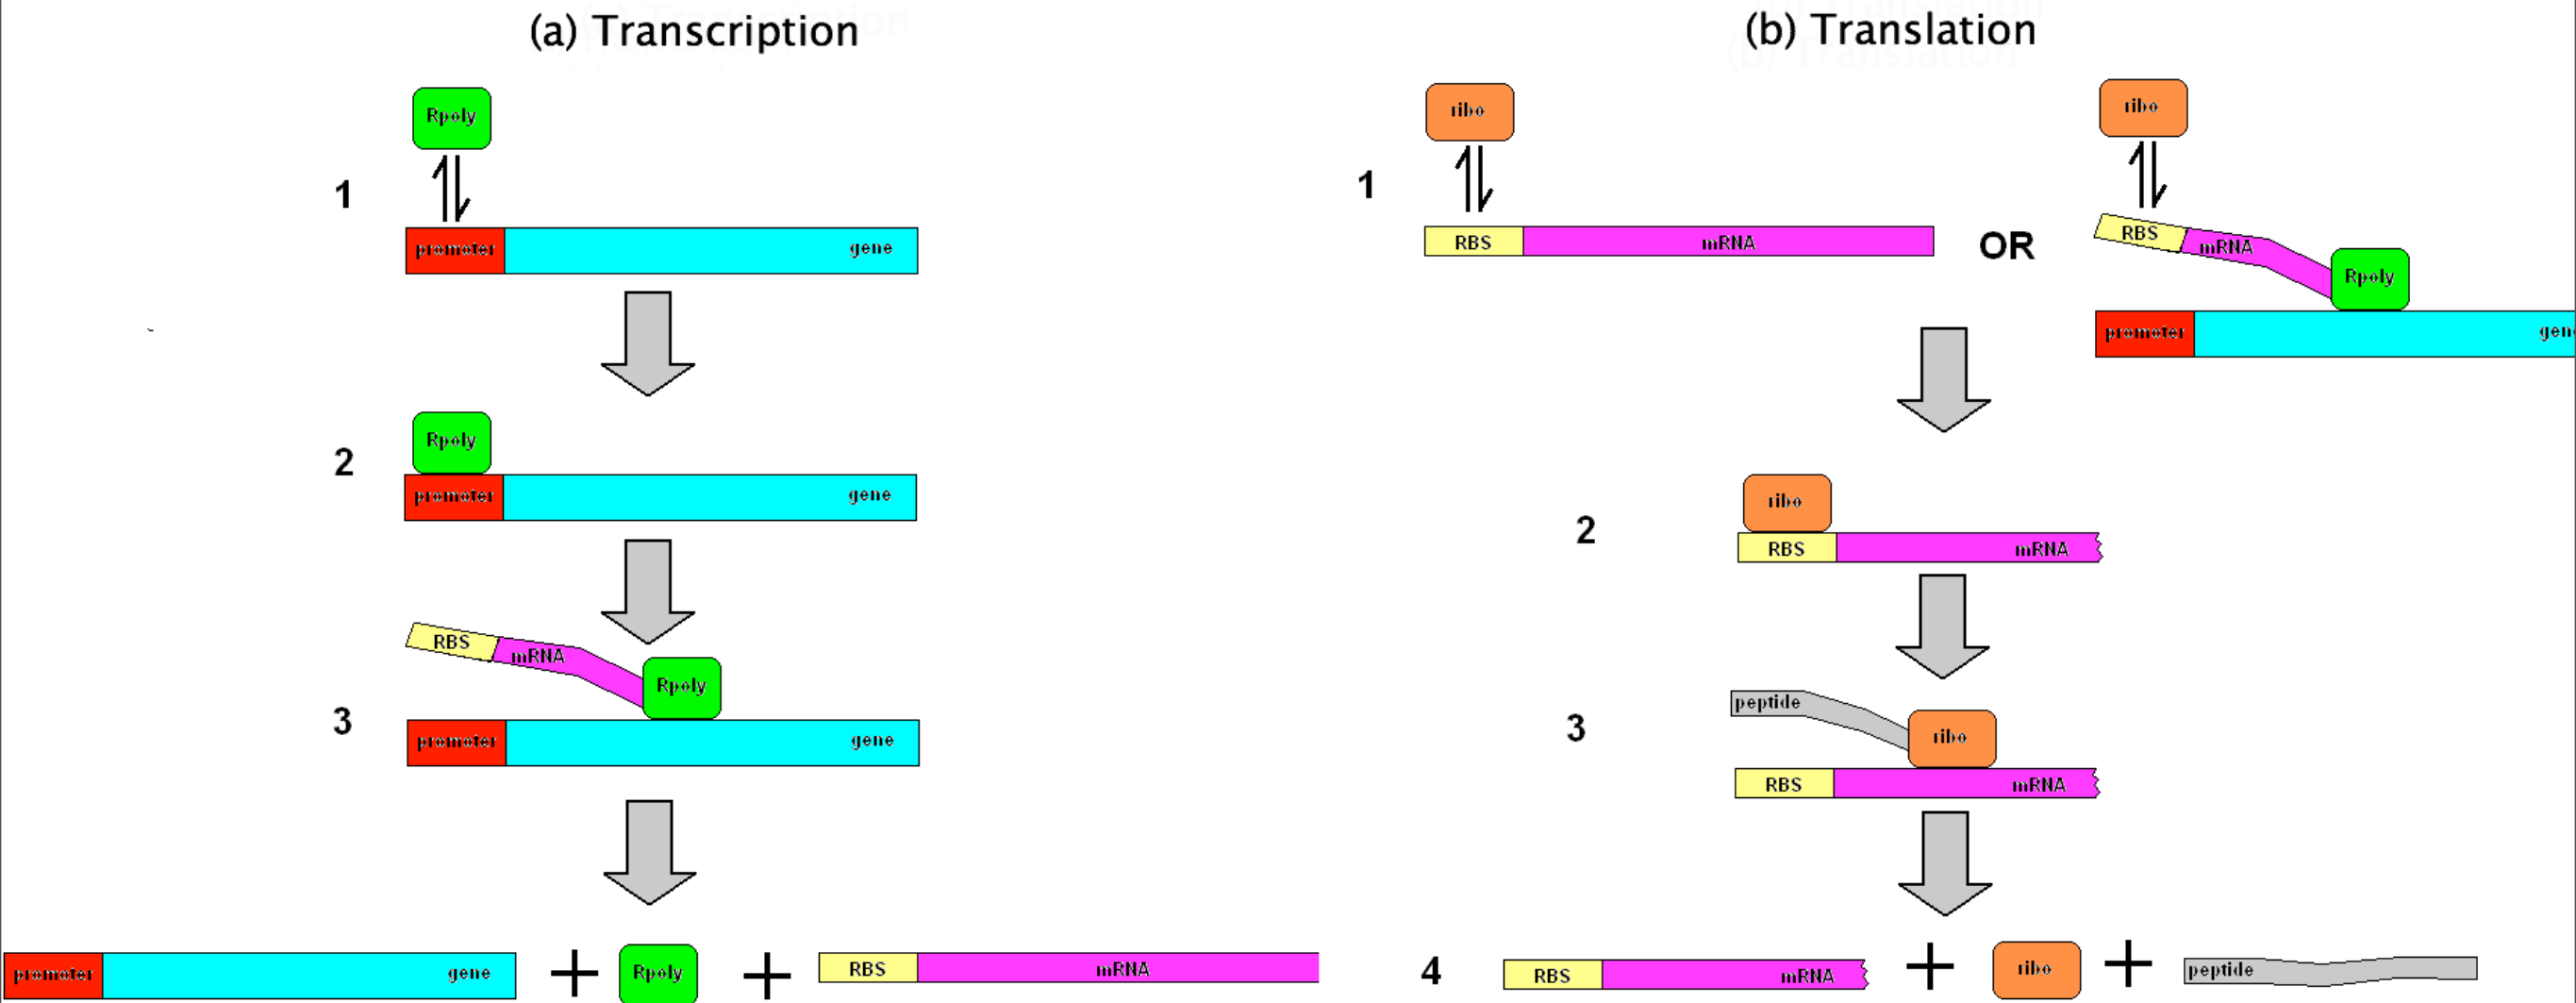 (a) Transcription
Rpoly
1
promoter gene
Rpoly
2
promoter gene
RBS mRNA Rpoly
3
promoter gene
promoter gene + Rpoly + RBS mRNA
(b) Translation
ribo ribo
1
RBS mRNA OR RBS mRNA Rpoly
promoter gen
ribo
2
RBS mRNA
peptide ribo
3
RBS mRNA
4 RBS mRNA + ribo + peptide